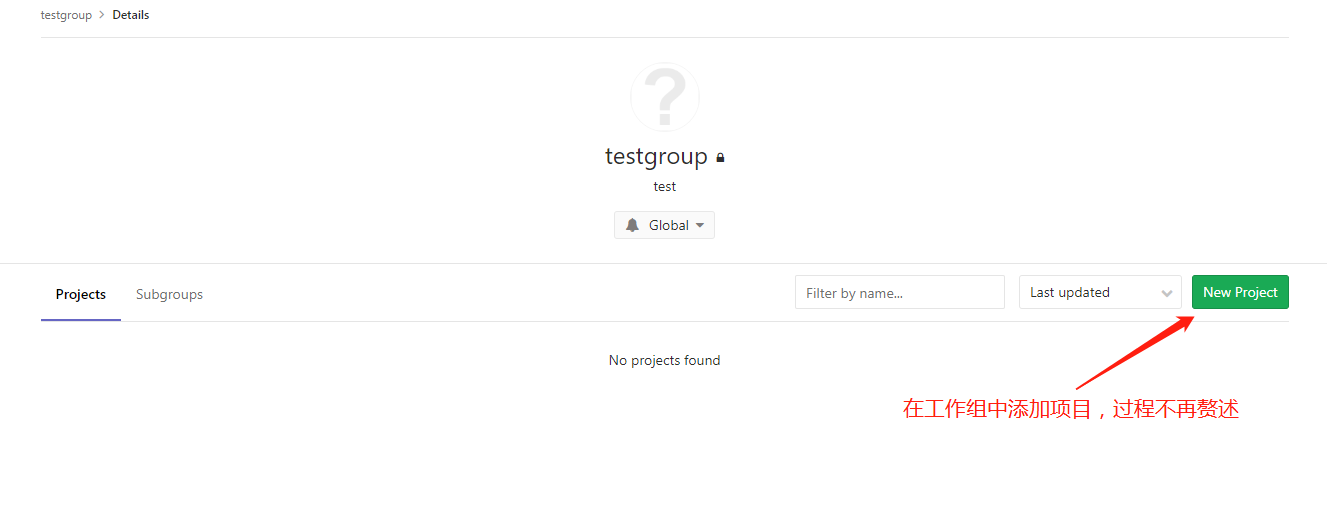 testgroup > Details
?
testgroup
test
Global
Projects Subgroups Filter by name... Last updated New Project
No projects found
在工作组中添加项目，过程不再赘述